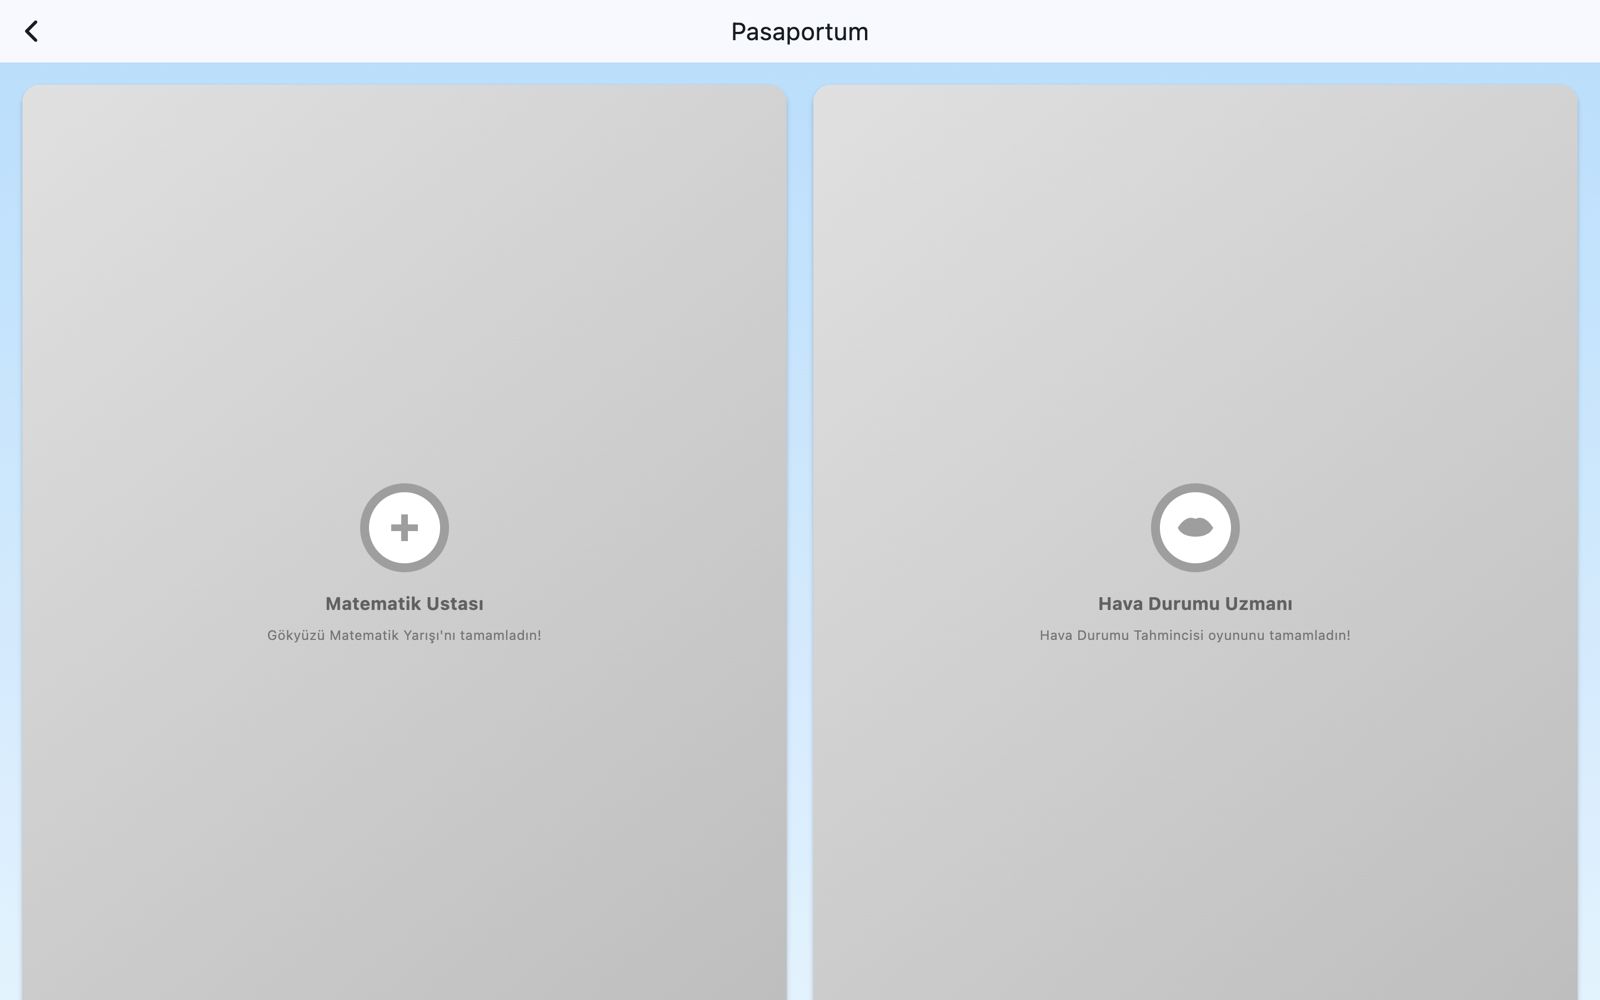 Pasaportum
Matematik Ustası
Gökyüzü Matematik Yarışı'nı tamamladın!
Hava Durumu Uzmanı
Hava Durumu Tahmincisi oyununu tamamladın!